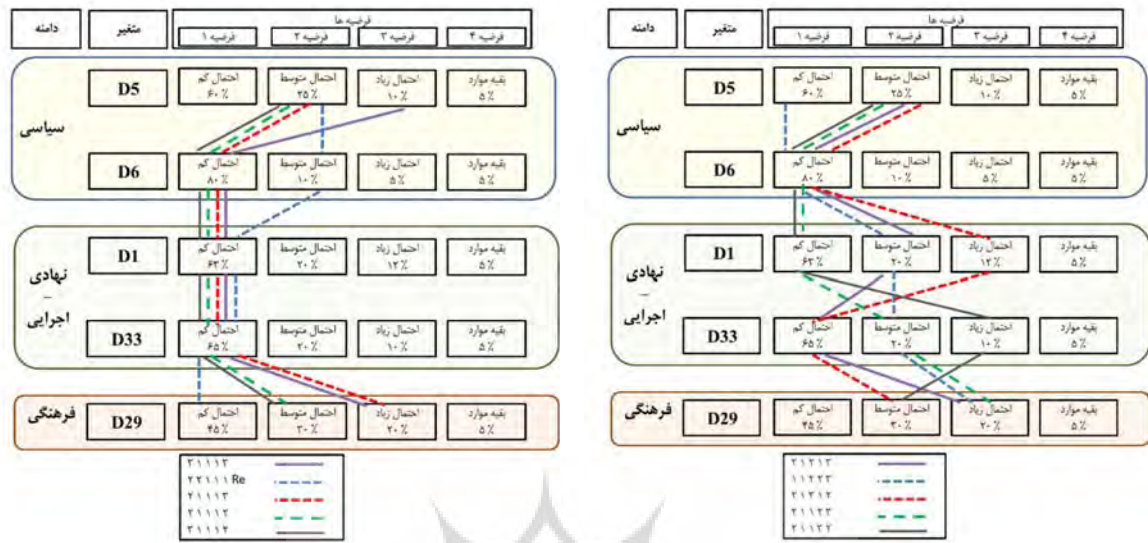 دامنه متغیر فرضیه ها
فرضیه ۱ فرضیه ۲ فرضیه ۳ فرضیه ۴
سیاسی
D5 احتمال کم احتمال متوسط احتمال زیاد بقیه موارد
۶۰ ٪ ۲۵ ٪ ۱۰ ٪ ۵ ٪
D6 احتمال کم احتمال متوسط احتمال زیاد بقیه موارد
۸۰ ٪ ۱۰ ٪ ۵ ٪ ۵ ٪
نهادی
–
اجرایی
D1 احتمال کم احتمال متوسط احتمال زیاد بقیه موارد
۶۳ ٪ ۲۰ ٪ ۱۲ ٪ ۵ ٪
D33 احتمال کم احتمال متوسط احتمال زیاد بقیه موارد
۶۵ ٪ ۲۰ ٪ ۱۰ ٪ ۵ ٪
فرهنگی
D29 احتمال کم احتمال متوسط احتمال زیاد بقیه موارد
۴۵ ٪ ۳۰ ٪ ۲۰ ٪ ۵ ٪
۳۱۱۱۳
۲۲۱۱۱ Re
۲۱۱۱۳
۲۱۱۱۲
دامنه متغیر فرضیه ها
فرضیه ۱ فرضیه ۲ فرضیه ۳ فرضیه ۴
سیاسی
D5 احتمال کم احتمال متوسط احتمال زیاد بقیه موارد
۶۰ ٪ ۲۵ ٪ ۱۰ ٪ ۵ ٪
D6 احتمال کم احتمال متوسط احتمال زیاد بقیه موارد
۸۰ ٪ ۱۰ ٪ ۵ ٪ ۵ ٪
نهادی
–
اجرایی
D1 احتمال کم احتمال متوسط احتمال زیاد بقیه موارد
۶۳ ٪ ۲۰ ٪ ۱۲ ٪ ۵ ٪
D33 احتمال کم احتمال متوسط احتمال زیاد بقیه موارد
۶۵ ٪ ۲۰ ٪ ۱۰ ٪ ۵ ٪
فرهنگی
D29 احتمال کم احتمال متوسط احتمال زیاد بقیه موارد
۴۵ ٪ ۳۰ ٪ ۲۰ ٪ ۵ ٪
۲۱۲۱۳
۱۱۲۲۳
۲۱۳۱۲
۲۱۱۲۳
۲۱۱۳۲